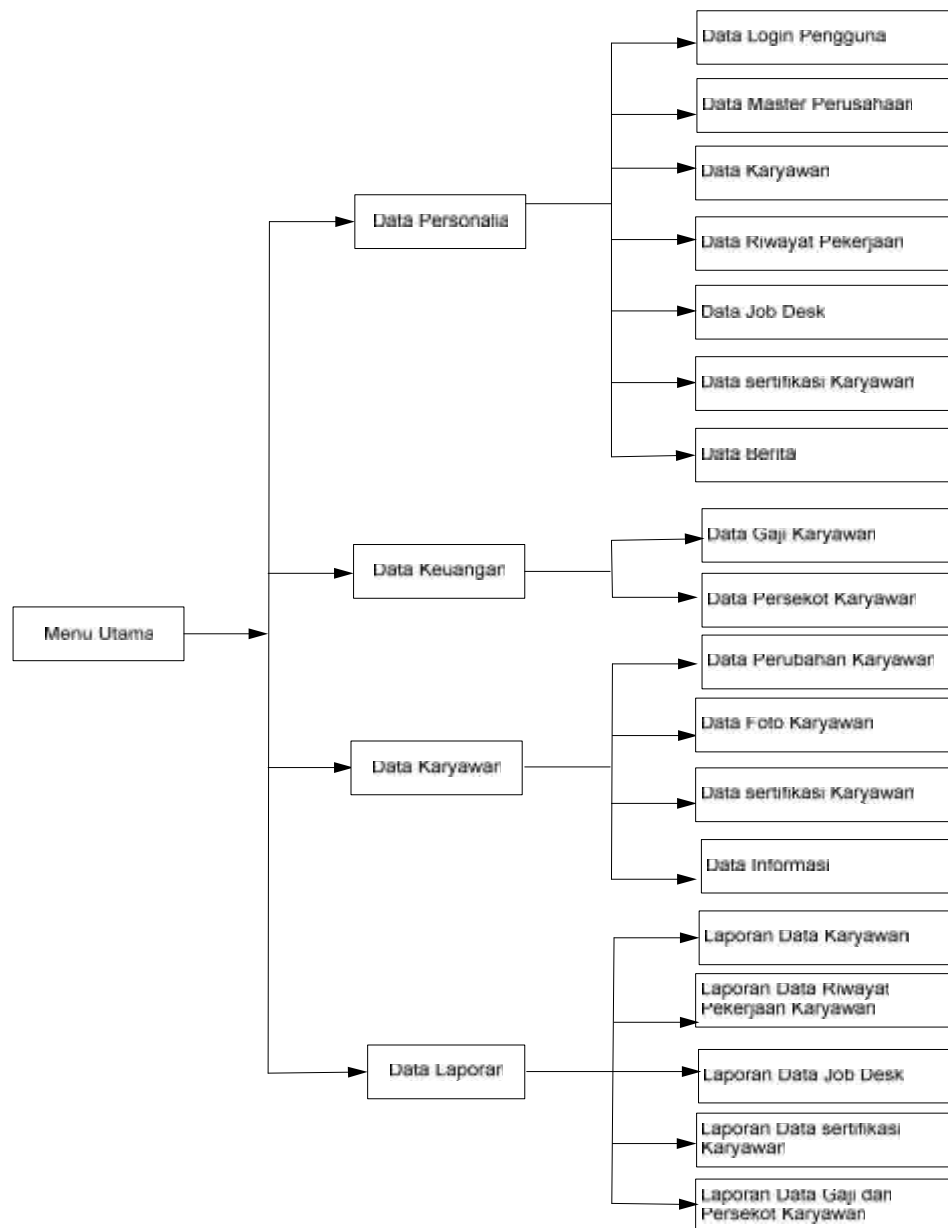 Data Login Pengguna
Data Master Perusahaan
Data Karyawan
Data Personalia
Data Riwayat Pekerjaan
Data Job Desk
Data sertifikasi Karyawan
Data Berita
Data Gaji Karyawan
Data Keuangan
Data Persekot Karyawan
Menu Utama
Data Perubahan Karyawan
Data Foto Karyawan
Data Karyawan
Data sertifikasi Karyawan
Data Informasi
Laporan Data Karyawan
Laporan Data Riwayat
Pekerjaan Karyawan
Data Laporan
Laporan Data Job Desk
Laporan Data sertifikasi
Karyawan
Laporan Data Gaji dan
Persekot Karyawan